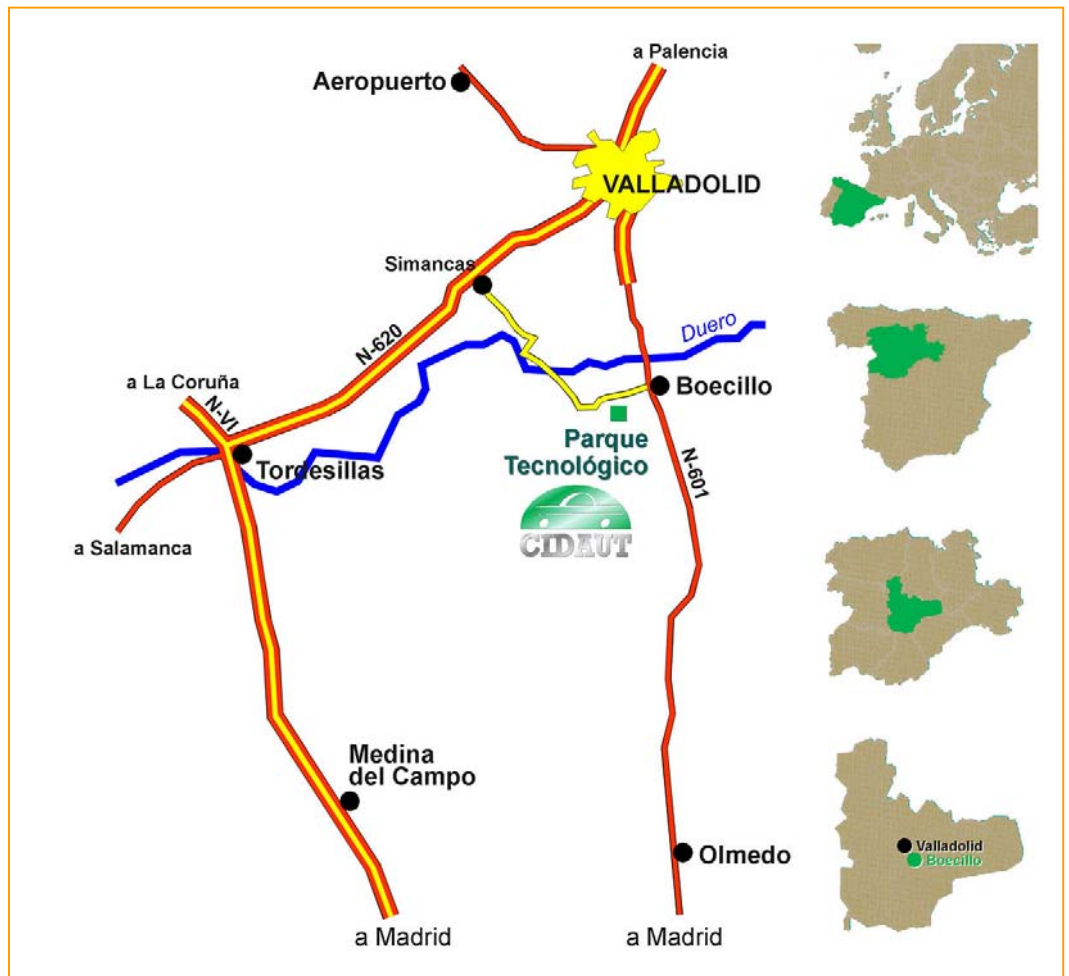 a Palencia
Aeropuerto
VALLADOLID
Simancas
N-620
Duero
a La Coruña
N-VI
Boecillo
Parque
Tecnológico
Tordesillas
N-601
CIDAUT
a Salamanca
Medina
del Campo
Olmedo
a Madrid
a Madrid
Valladolid
Boecillo